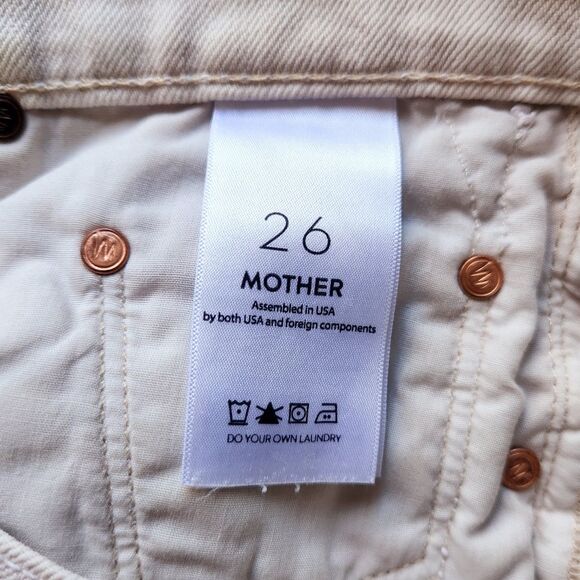 26
MOTHER
Assembled in USA
by both USA and foreign components
DO YOUR OWN LAUNDRY